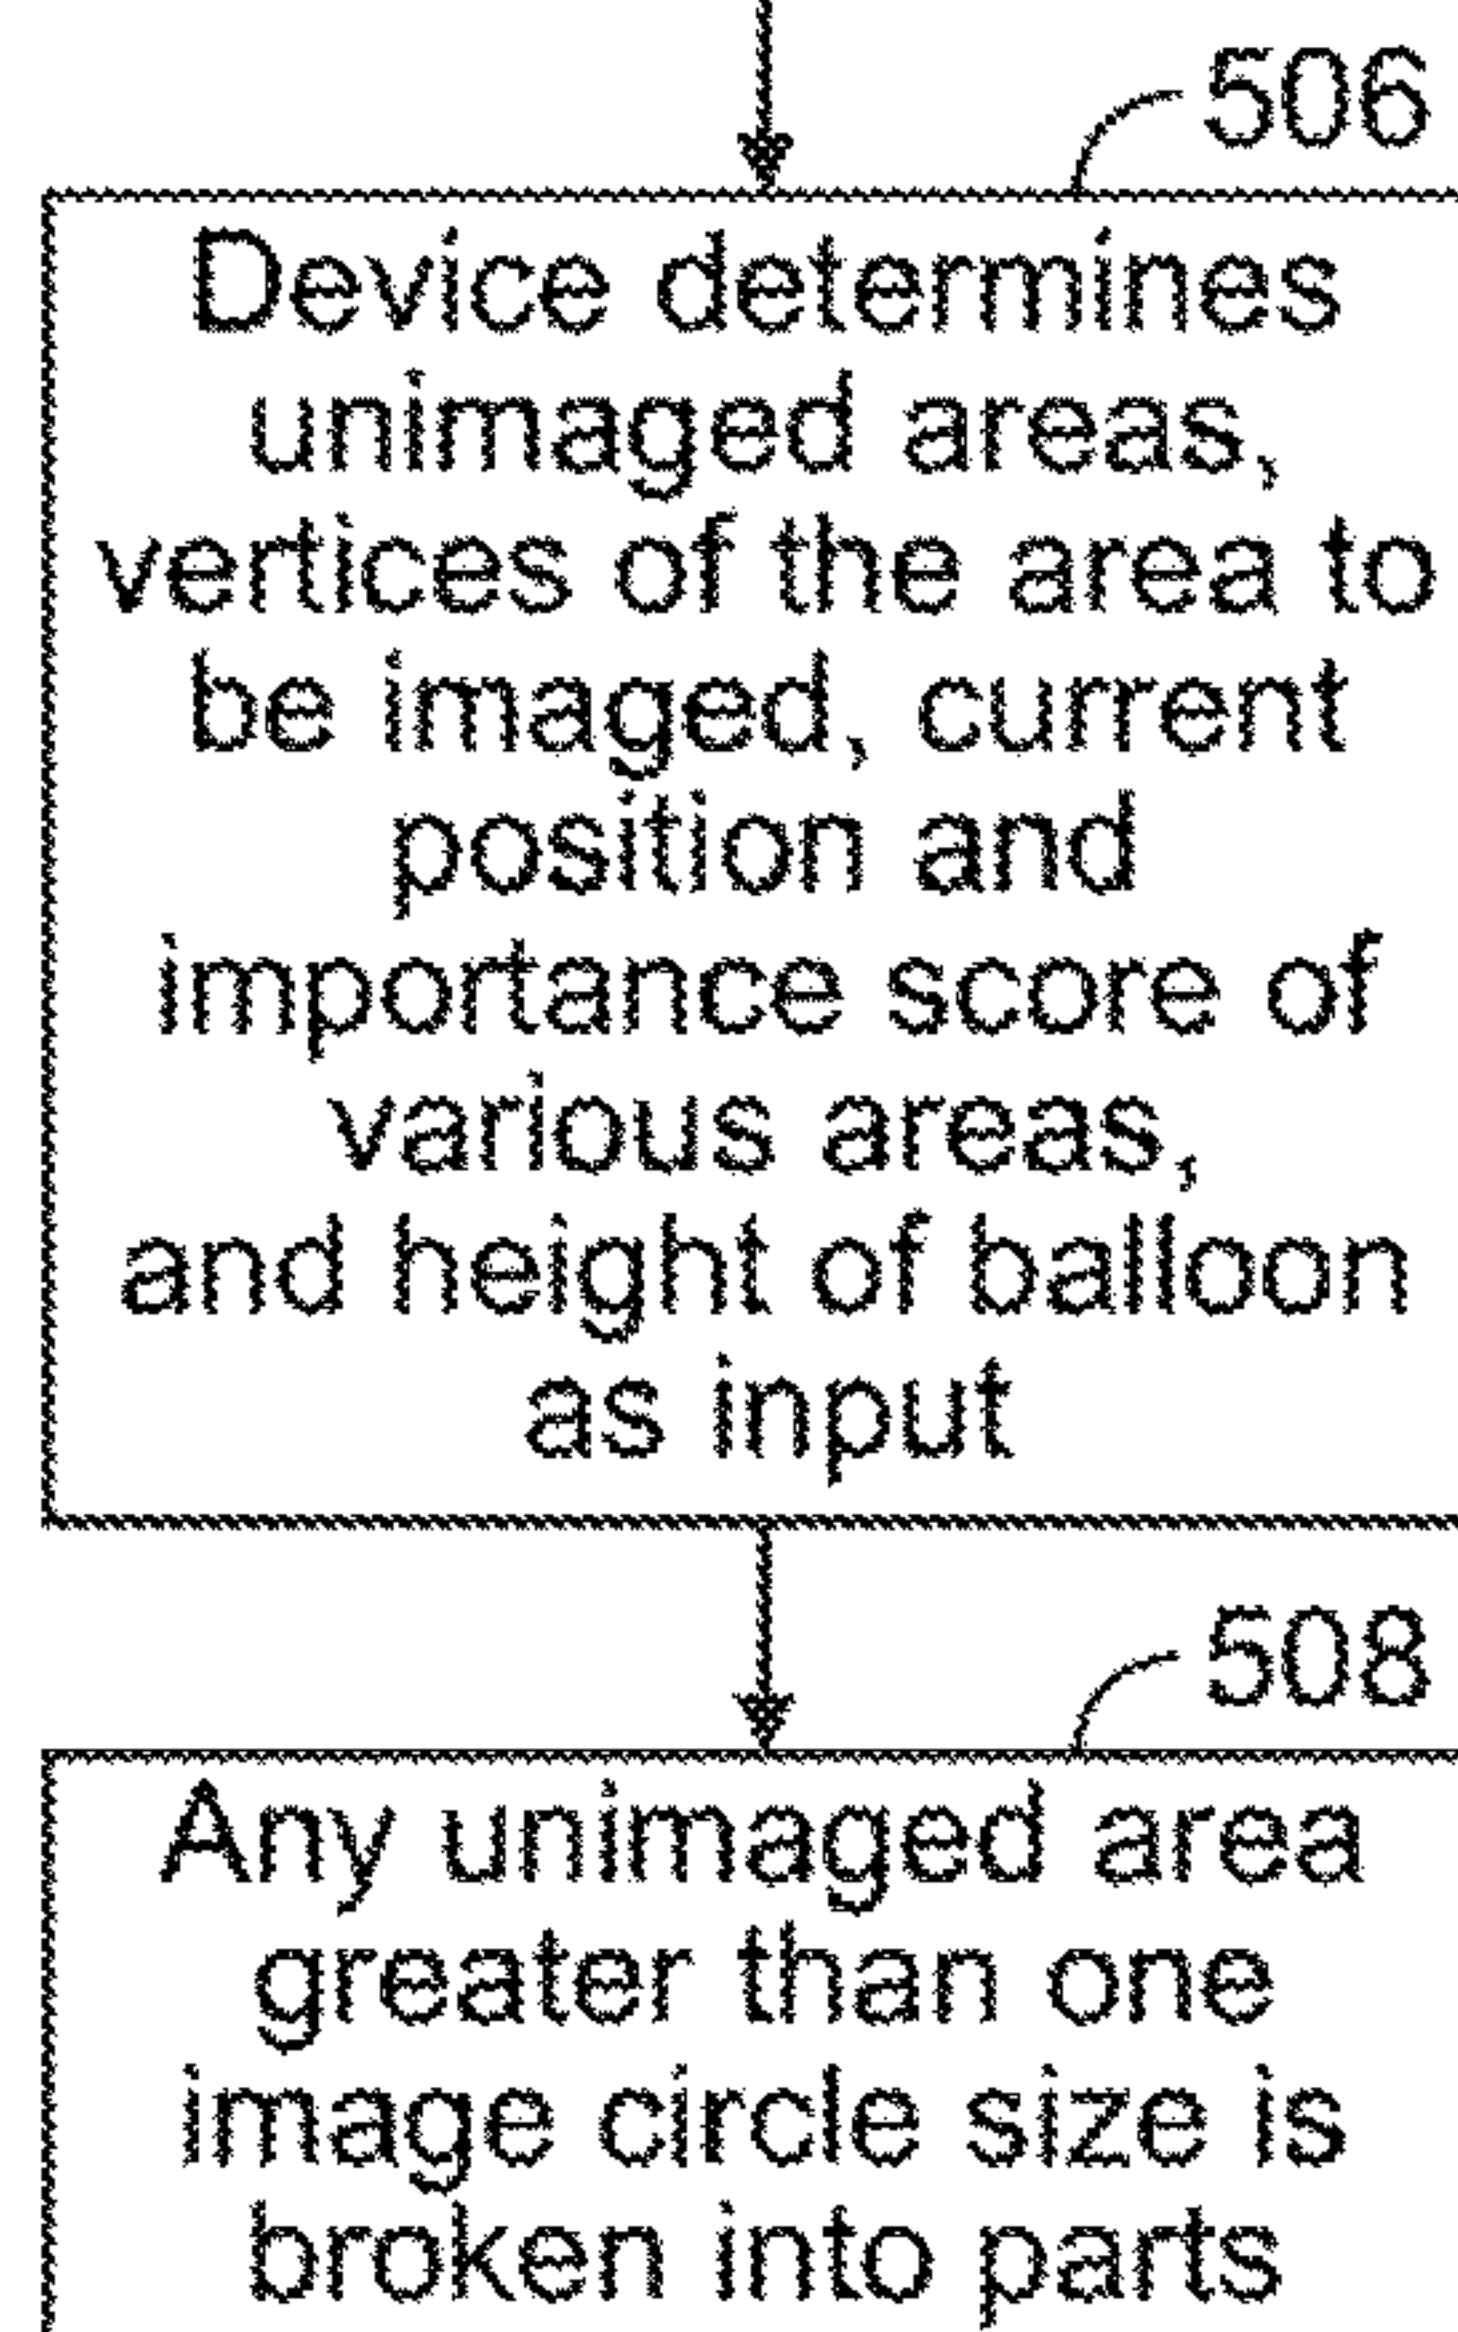 506
Device determines
unimaged areas,
vertices of the area to
be imaged, current
position and
importance score of
various areas,
and height of balloon
as input
508
Any unimaged area
greater than one
image circle size is
broken into parts